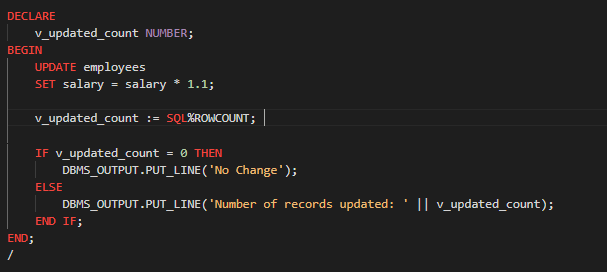 DECLARE
    v_updated_count NUMBER;
BEGIN
    UPDATE employees
    SET salary = salary * 1.1;
    v_updated_count := SQL%ROWCOUNT;
    IF v_updated_count = 0 THEN
        DBMS_OUTPUT.PUT_LINE('No Change');
    ELSE
        DBMS_OUTPUT.PUT_LINE('Number of records updated: ' || v_updated_count);
    END IF;
END;
/